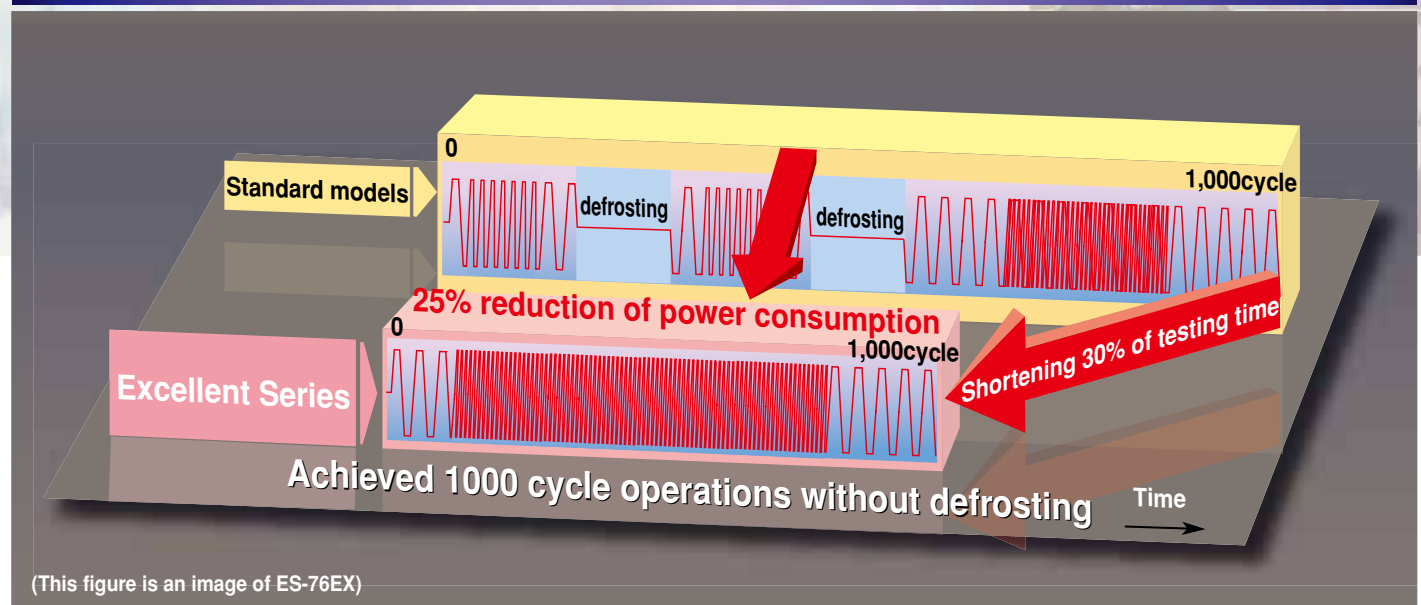 0
1,000cycle
Standard models
defrosting
defrosting
25% reduction of power consumption
0
1,000cycle
Shortening 30% of testing time
Excellent Series
Achieved 1000 cycle operations without defrosting
Time
(This figure is an image of ES-76EX)